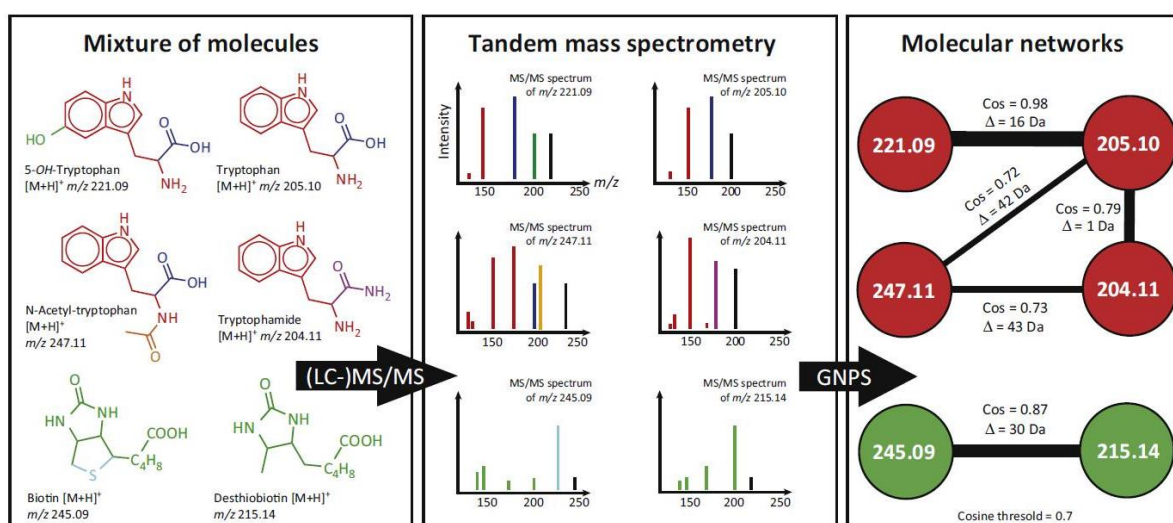 Mixture of molecules
HO
H
N
O
OH
NH₂
5-OH-Tryptophan
[M+H]⁺ m/z 221.09
H
N
O
OH
NH₂
Tryptophan
[M+H]⁺ m/z 205.10
H
N
O
OH
NH
O
N-Acetyl-tryptophan
[M+H]⁺
m/z 247.11
H
N
O
NH₂
NH₂
Tryptophamide
[M+H]⁺ m/z 204.11
O
HN
NH
S
COOH
C₄H₈
Biotin [M+H]⁺
m/z 245.09
O
HN
NH
COOH
C₄H₈
Desthiobiotin [M+H]⁺
m/z 215.14
(LC-)MS/MS
Tandem mass spectrometry
MS/MS spectrum
of m/z 221.09
Intensity
150 200 250
m/z
MS/MS spectrum
of m/z 205.10
150 200 250
MS/MS spectrum
of m/z 247.11
150 200 250
MS/MS spectrum
of m/z 204.11
150 200 250
MS/MS spectrum
of m/z 245.09
150 200 250
MS/MS spectrum
of m/z 215.14
150 200 250
GNPS
Molecular networks
221.09
Cos = 0.98
Δ = 16 Da
205.10
Cos = 0.72
Δ = 42 Da
Cos = 0.79
Δ = 1 Da
247.11
Cos = 0.73
Δ = 43 Da
204.11
245.09
Cos = 0.87
Δ = 30 Da
215.14
Cosine thresold = 0.7